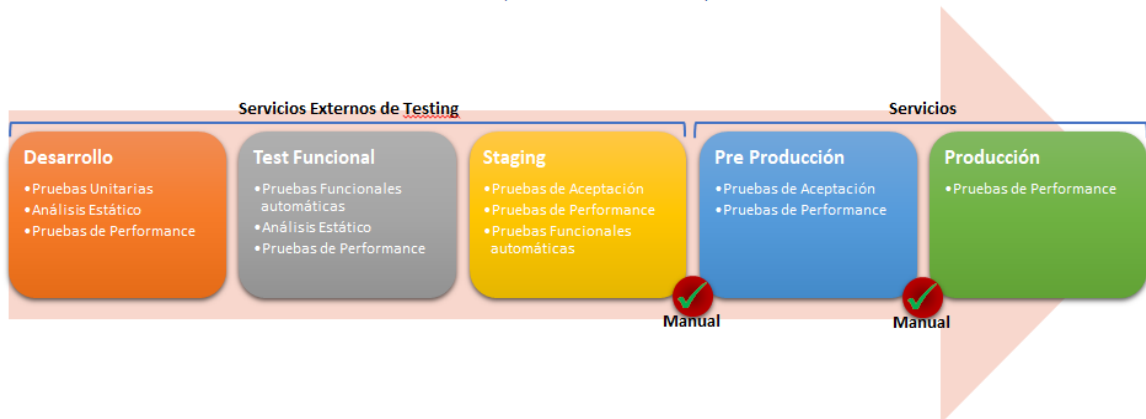 Servicios Externos de Testing
Servicios
Desarrollo
•Pruebas Unitarias
•Análisis Estático
•Pruebas de Performance
Test Funcional
•Pruebas Funcionales
automáticas
•Análisis Estático
•Pruebas de Performance
Staging
•Pruebas de Aceptación
•Pruebas de Performance
•Pruebas Funcionales
automáticas
Pre Producción
•Pruebas de Aceptación
•Pruebas de Performance
Producción
•Pruebas de Performance
Manual
Manual